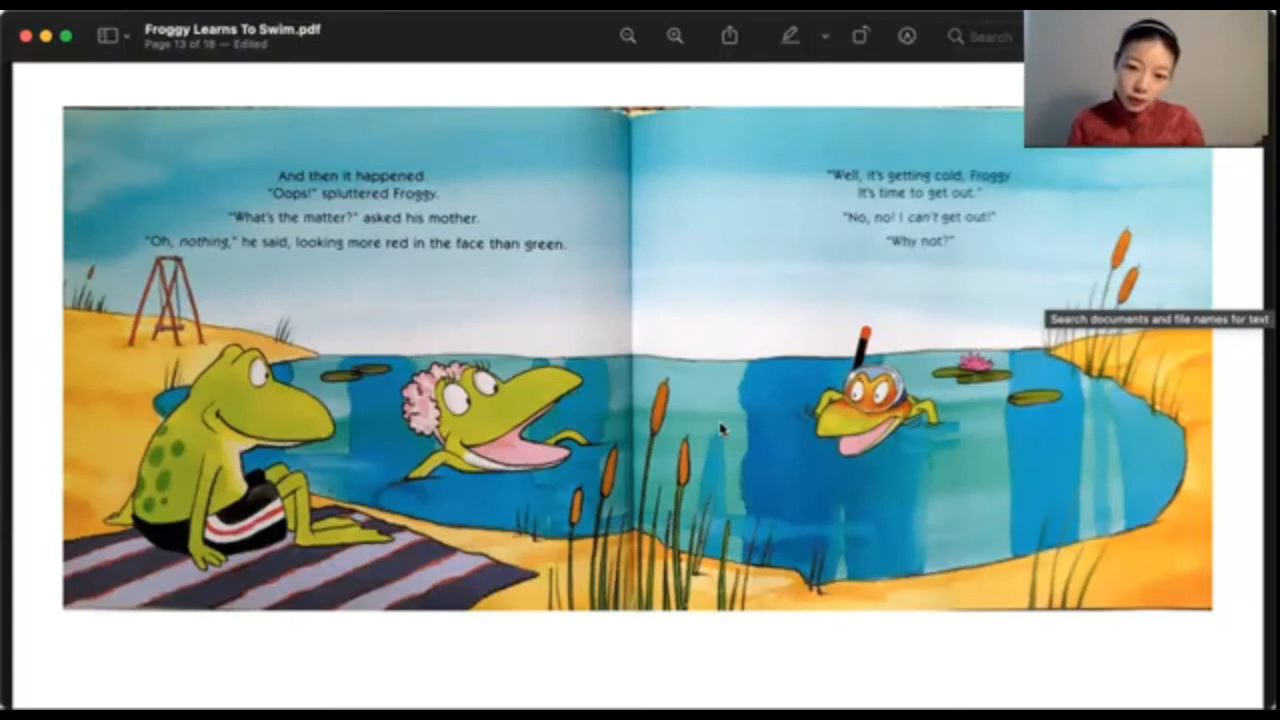 Froggy Learns To Swim.pdf
Page 13 of 18 — Edited
Search
And then it happened.
"Oops!" spluttered Froggy.
"What's the matter?" asked his mother.
"Oh, nothing," he said, looking more red in the face than green.
"Well, it's getting cold, Froggy.
It's time to get out."
"No, no! I can't get out!"
"Why not?"
Search documents and file names for text